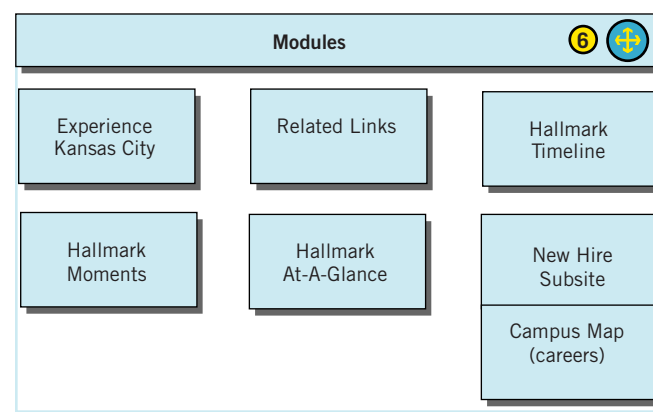 Modules
6
Experience
Kansas City
Related Links
Hallmark
Timeline
Hallmark
Moments
Hallmark
At-A-Glance
New Hire
Subsite
Campus Map
(careers)